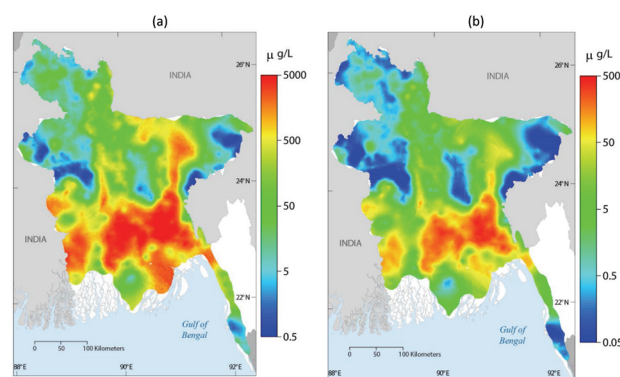 (a)
(b)
INDIA
26°N
μ g/L
5000
500
50
5
0.5
24°N
INDIA
22°N
Gulf of
Bengal
0 50 100 Kilometers
88°E
90°E
92°E
INDIA
26°N
μ g/L
500
50
5
0.5
0.05
24°N
INDIA
22°N
Gulf of
Bengal
0 50 100 Kilometers
88°E
90°E
92°E